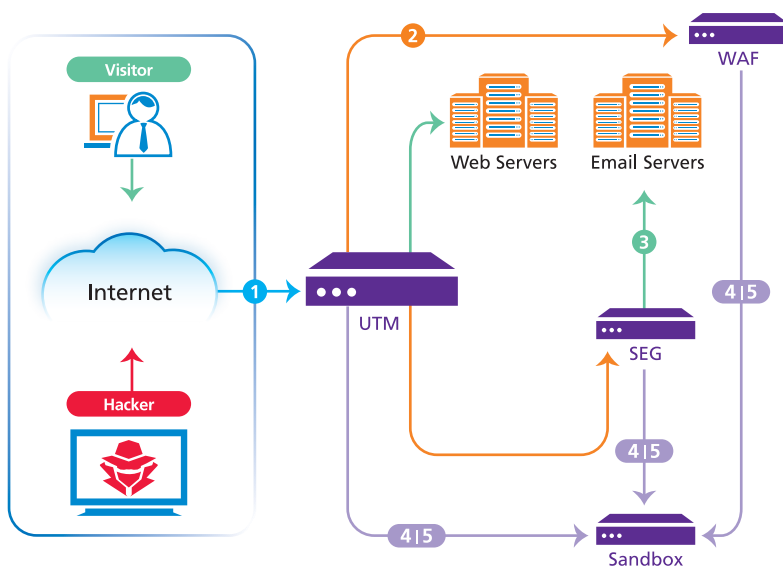 2
WAF
Visitor
Web Servers
Email Servers
3
Internet
1
4|5
UTM
SEG
Hacker
4|5
4|5
Sandbox